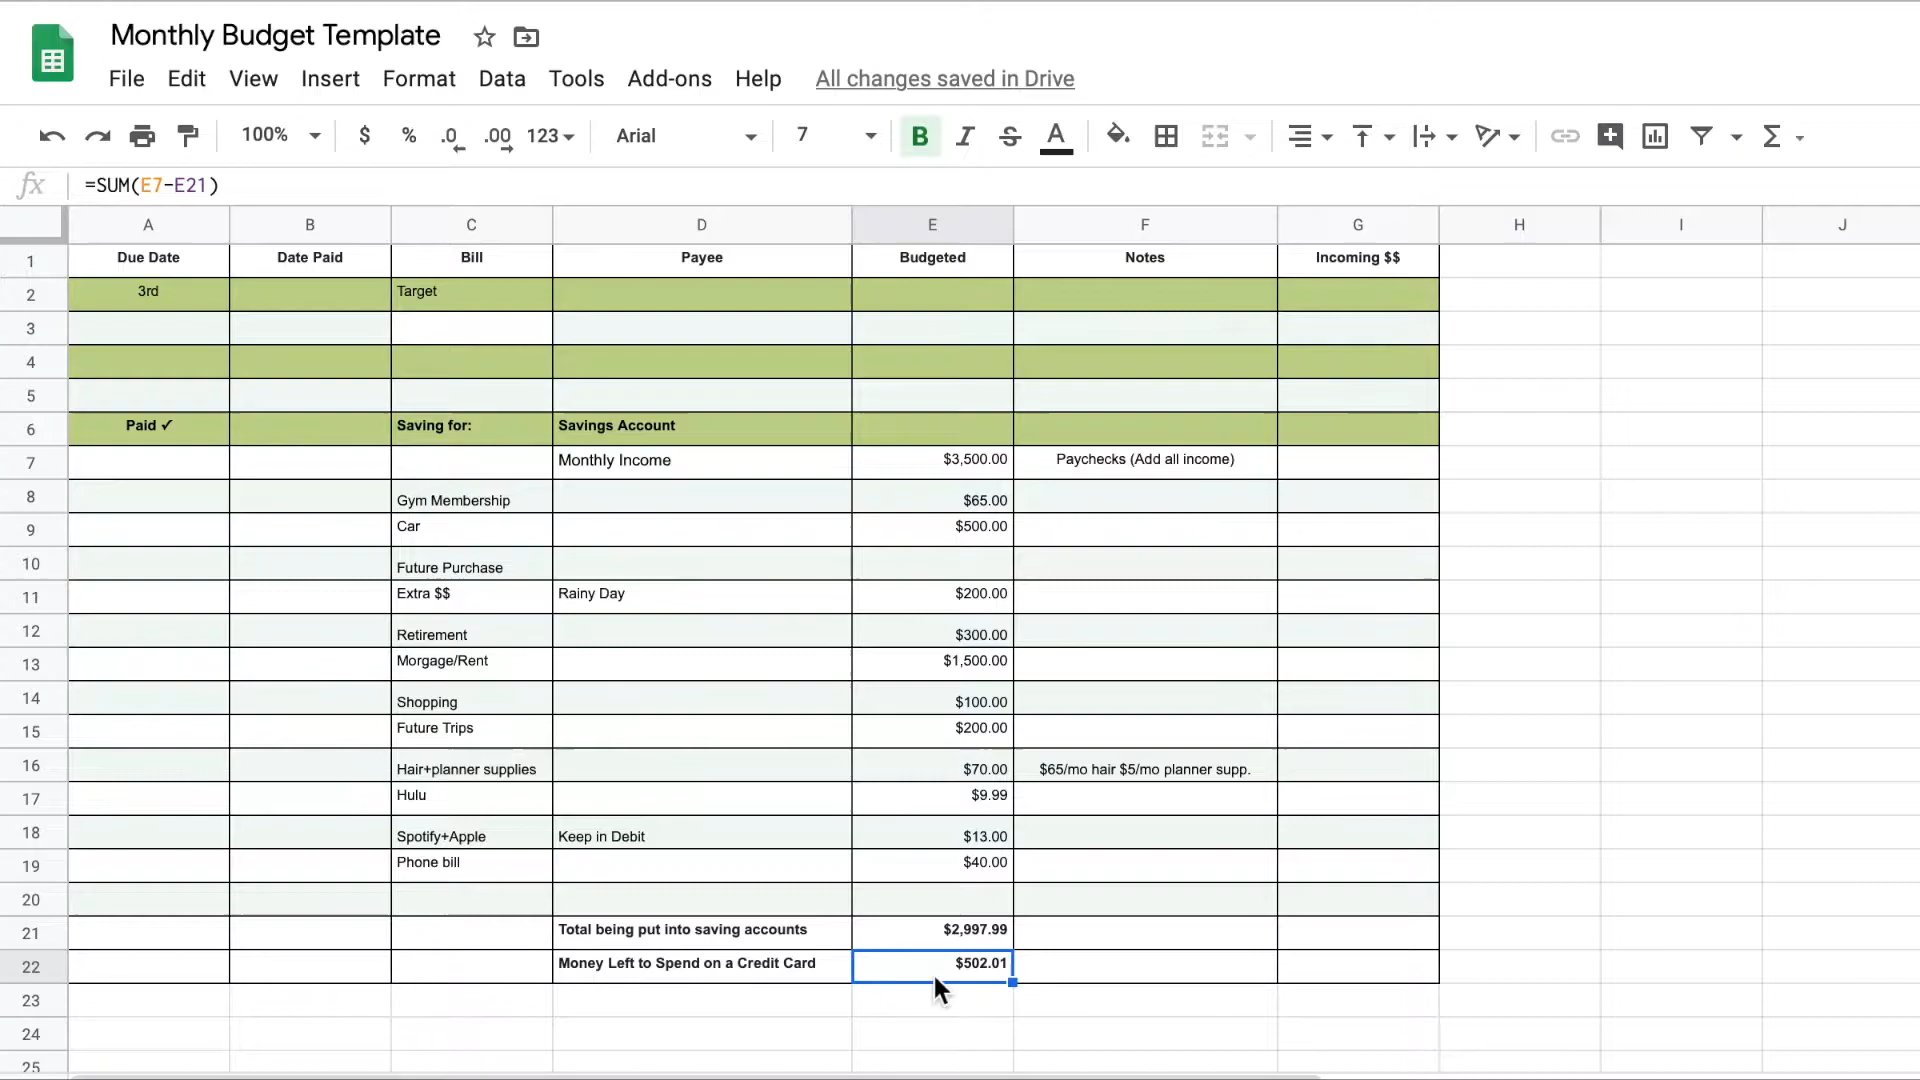 Monthly Budget Template
File Edit View Insert Format Data Tools Add-ons Help All changes saved in Drive
100% $ % .0 .00 123 Arial 7 B I S A Σ
fx =SUM(E7-E21)
A B C D E F G H I J
1 Due Date Date Paid Bill Payee Budgeted Notes Incoming $$
2 3rd Target
3
4
5
6 Paid ✓ Saving for: Savings Account
7 Monthly Income $3,500.00 Paychecks (Add all income)
8 Gym Membership $65.00
9 Car $500.00
10 Future Purchase
11 Extra $$ Rainy Day $200.00
12 Retirement $300.00
13 Morgage/Rent $1,500.00
14 Shopping $100.00
15 Future Trips $200.00
16 Hair+planner supplies $70.00 $65/mo hair $5/mo planner supp.
17 Hulu $9.99
18 Spotify+Apple Keep in Debit $13.00
19 Phone bill $40.00
20
21 Total being put into saving accounts $2,997.99
22 Money Left to Spend on a Credit Card $502.01
23
24
25